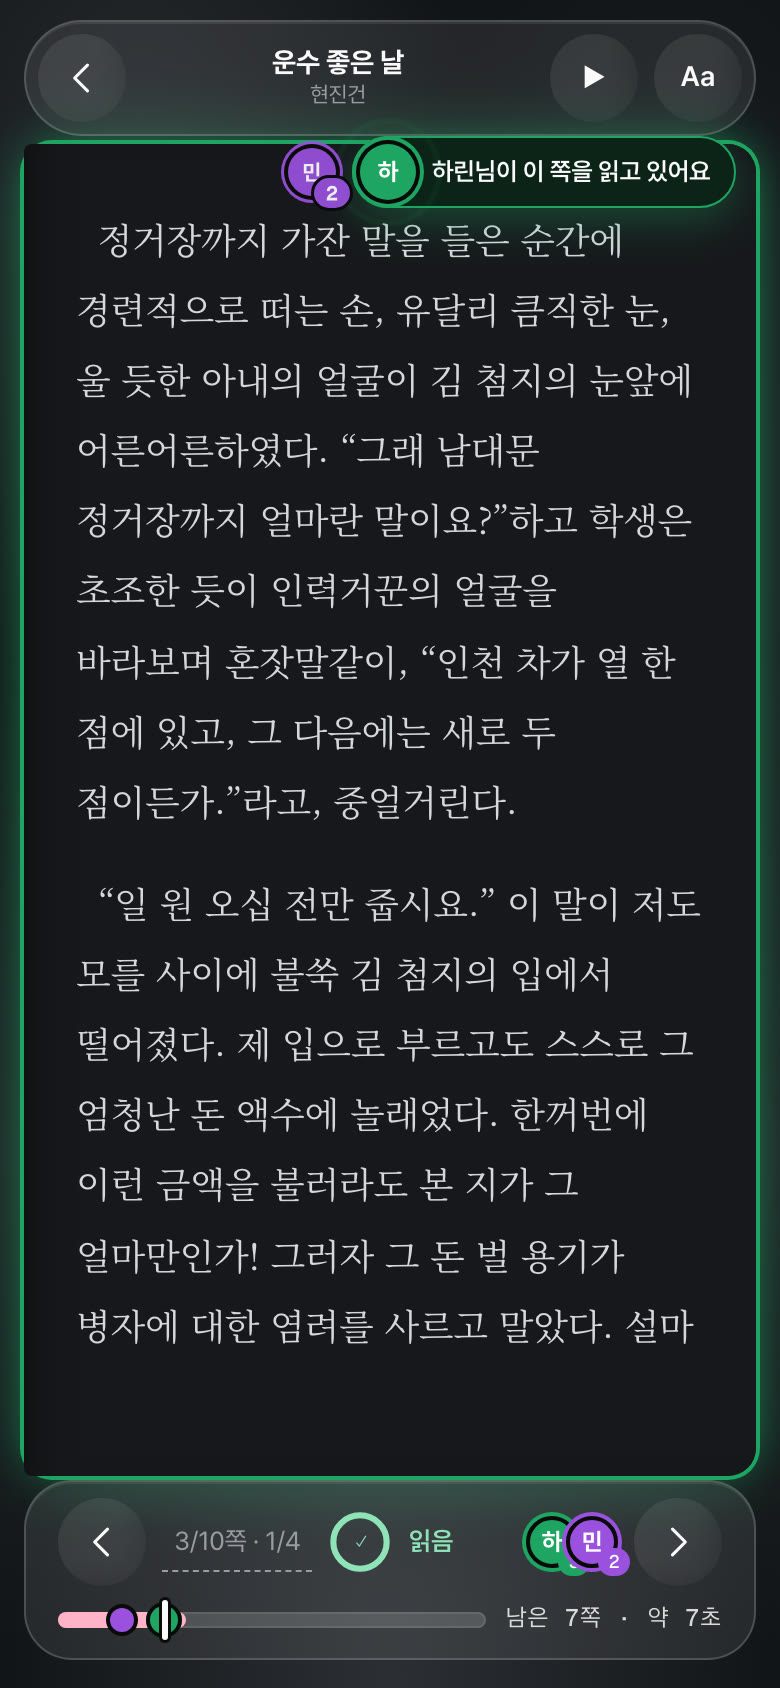 운수 좋은 날
현진건
Aa
민
2
하
하린님이 이 쪽을 읽고 있어요
정거장까지 가잔 말을 들은 순간에
경련적으로 떠는 손, 유달리 큼직한 눈,
울 듯한 아내의 얼굴이 김 첨지의 눈앞에
어른어른하였다. “그래 남대문
정거장까지 얼마란 말이요?”하고 학생은
초조한 듯이 인력거꾼의 얼굴을
바라보며 혼잣말같이, “인천 차가 열 한
점에 있고, 그 다음에는 새로 두
점이든가.”라고, 중얼거린다.
“일 원 오십 전만 줍시요.” 이 말이 저도
모를 사이에 불쑥 김 첨지의 입에서
떨어졌다. 제 입으로 부르고도 스스로 그
엄청난 돈 액수에 놀래었다. 한꺼번에
이런 금액을 불러라도 본 지가 그
얼마만인가! 그러자 그 돈 벌 용기가
병자에 대한 염려를 사르고 말았다. 설마
3/10쪽 · 1/4
✓ 읽음
하
민
2
남은 7쪽 · 약 7초